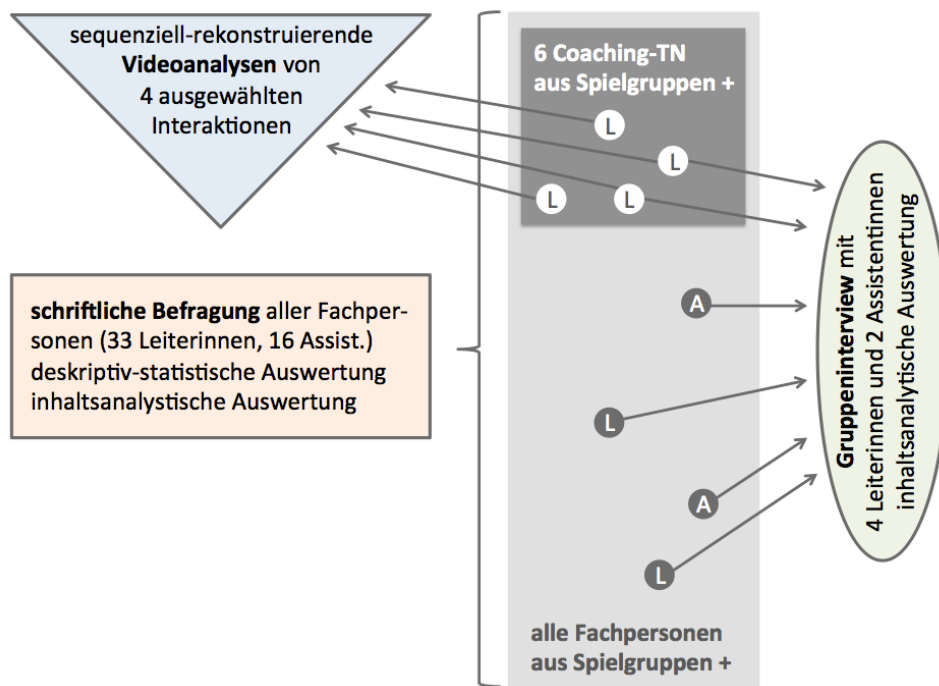 sequenziell-rekonstruierende
Videoanalysen von
4 ausgewählten
Interaktionen
6 Coaching-TN
aus Spielgruppen +
L
L
L
L
schriftliche Befragung aller Fachper-
sonen (33 Leiterinnen, 16 Assist.)
deskriptiv-statistische Auswertung
inhaltsanalystische Auswertung
A
L
A
L
alle Fachpersonen
aus Spielgruppen +
Gruppeninterview mit
4 Leiterinnen und 2 Assistentinnen
inhaltsanalytische Auswertung